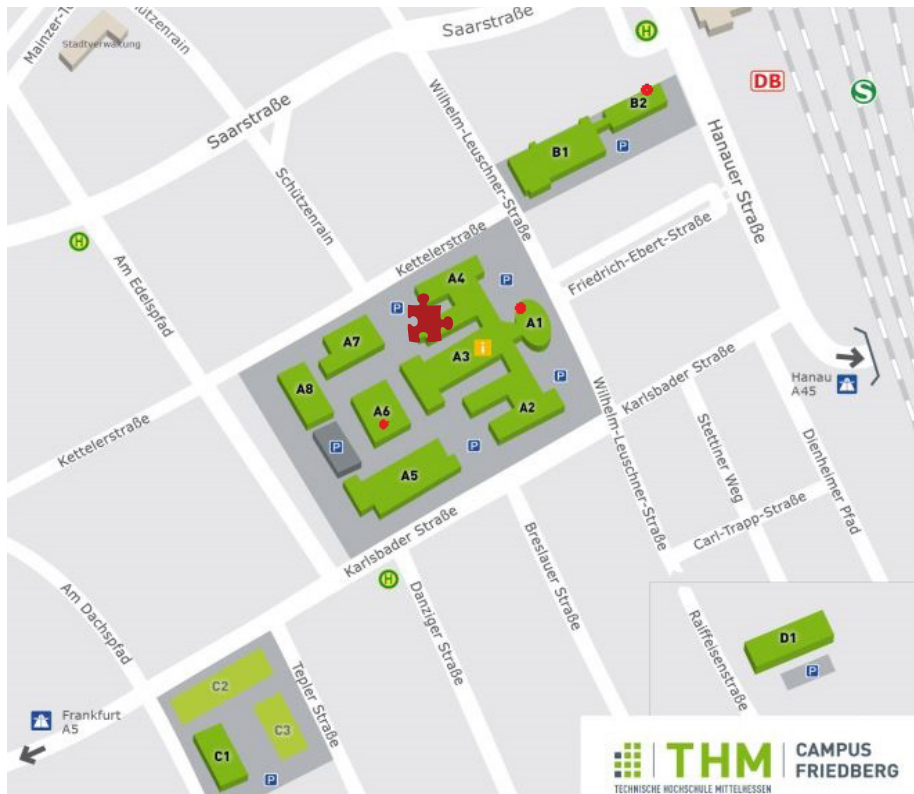 Mainzer-To
Schützenrain
Stadtverwaltung
Saarstraße
Saarstraße
Wilhelm-Leuschner-Straße
H
DB
S
B2
B1
P
Hanauer Straße
Schützenrain
H
Kettelerstraße
Friedrich-Ebert-Straße
Am Edelspfad
A4
P
P
A1
A7
A3
i
A8
A6
A2
P
Karlsbader Straße
Hanau
A45
Kettelerstraße
P
P
A5
Wilhelm-Leuschner-Straße
Stettiner Weg
Dienheimer Pfad
Carl-Trapp-Straße
Karlsbader Straße
H
Breslauer Straße
Danziger Straße
Am Dachspfad
Raiffeisenstraße
D1
P
Tepler Straße
C2
C3
C1
P
Frankfurt
A5
THM
CAMPUS
FRIEDBERG
TECHNISCHE HOCHSCHULE MITTELHESSEN